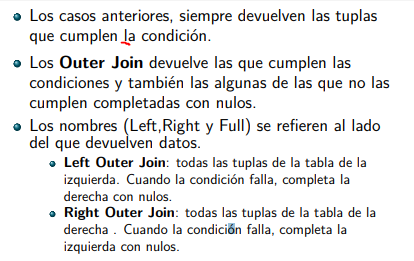 Los casos anteriores, siempre devuelven las tuplas
que cumplen la condición.
Los Outer Join devuelve las que cumplen las
condiciones y también las algunas de las que no las
cumplen completadas con nulos.
Los nombres (Left,Right y Full) se refieren al lado
del que devuelven datos.
Left Outer Join: todas las tuplas de la tabla de la
izquierda. Cuando la condición falla, completa la
derecha con nulos.
Right Outer Join: todas las tuplas de la tabla de la
derecha . Cuando la condición falla, completa la
izquierda con nulos.